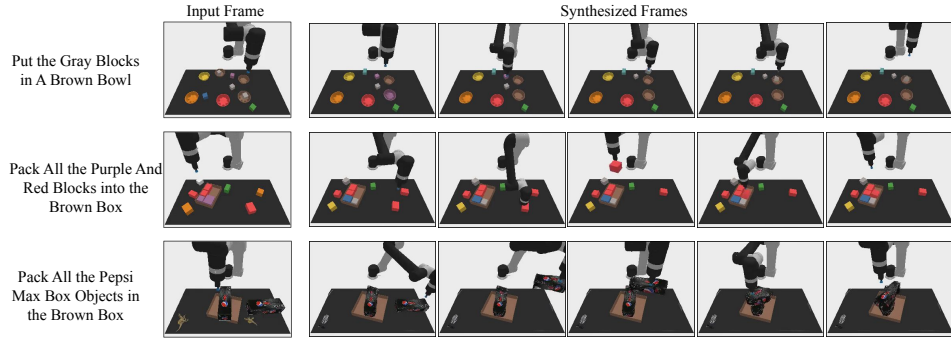 Input Frame
Synthesized Frames
Put the Gray Blocks
in A Brown Bowl
Pack All the Purple And
Red Blocks into the
Brown Box
Pack All the Pepsi
Max Box Objects in
the Brown Box